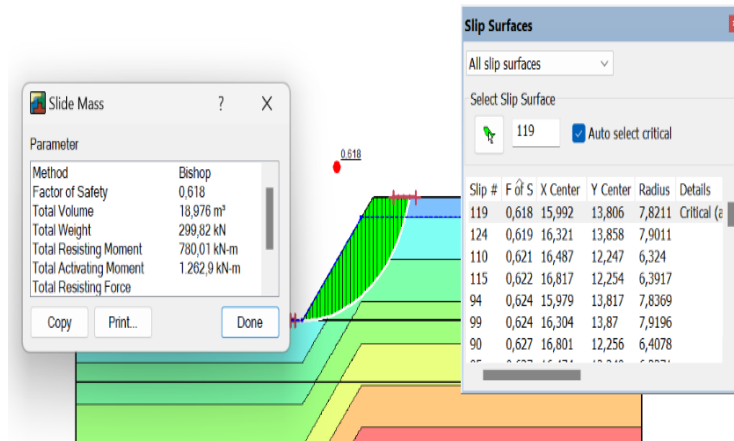 Slide Mass
?
X
Parameter
Method Bishop
Factor of Safety 0,618
Total Volume 18,976 m³
Total Weight 299,82 kN
Total Resisting Moment 780,01 kN-m
Total Activating Moment 1.262,9 kN-m
Total Resisting Force
Copy Print... Done
0,618
Slip Surfaces
All slip surfaces
Select Slip Surface
119 Auto select critical
Slip # F of S X Center Y Center Radius Details
119 0,618 15,992 13,806 7,8211 Critical (a
124 0,619 16,321 13,858 7,9011
110 0,621 16,487 12,247 6,324
115 0,622 16,817 12,254 6,3917
94 0,624 15,979 13,817 7,8369
99 0,624 16,304 13,87 7,9196
90 0,627 16,801 12,256 6,4078